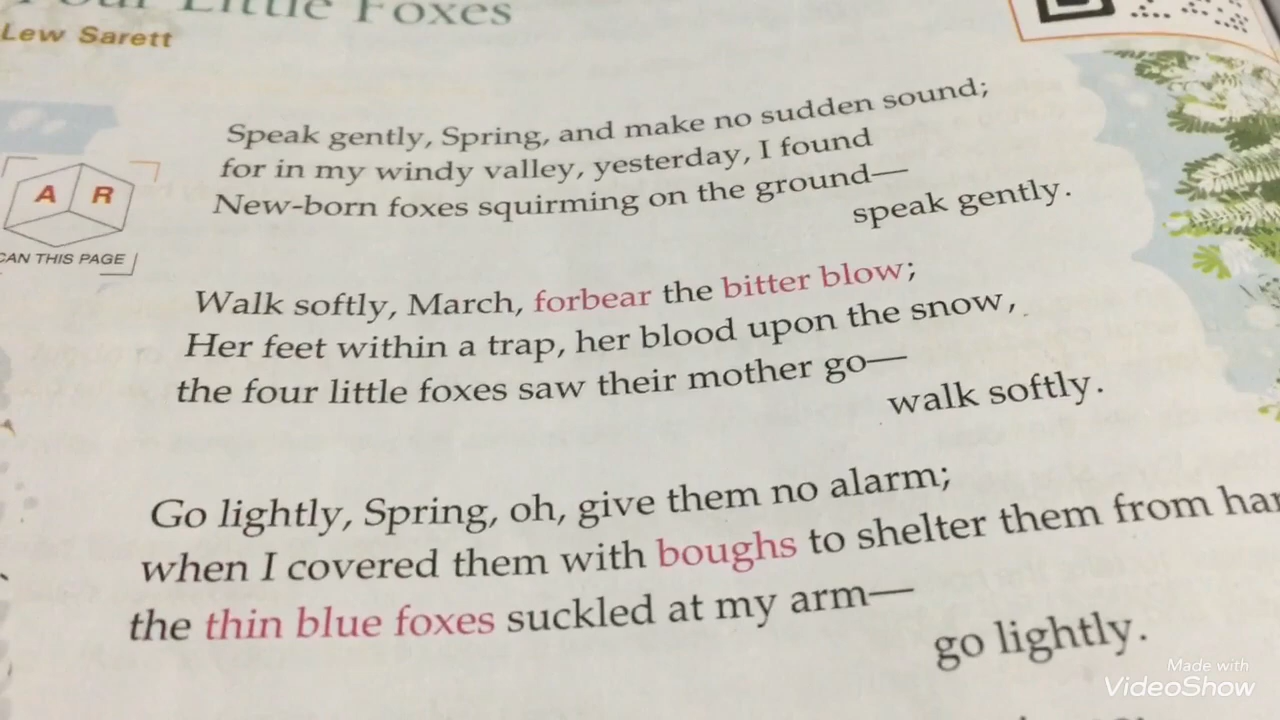 Little Foxes
Lew Sarett
Speak gently, Spring, and make no sudden sound;
for in my windy valley, yesterday, I found
New-born foxes squirming on the ground—
speak gently.
A R
CAN THIS PAGE
Walk softly, March, forbear the bitter blow;
Her feet within a trap, her blood upon the snow,
the four little foxes saw their mother go—
walk softly.
Go lightly, Spring, oh, give them no alarm;
when I covered them with boughs to shelter them from
the thin blue foxes suckled at my arm—
go lightly.
Made with
VideoShow